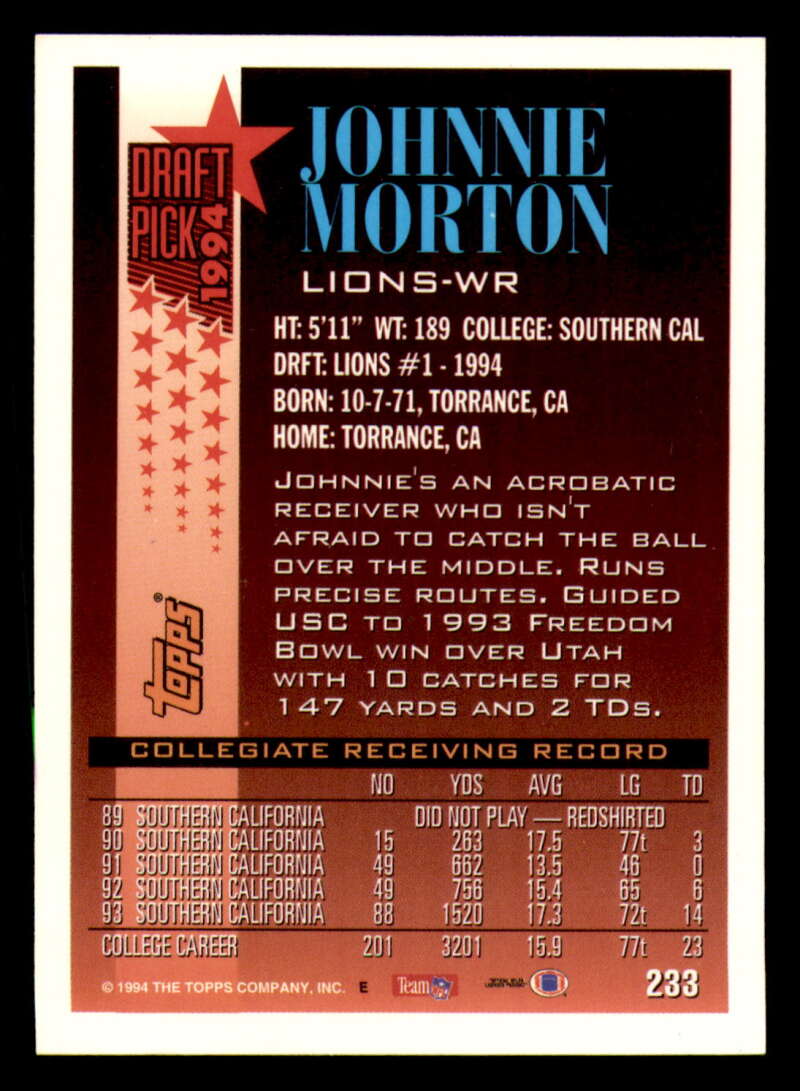 DRAFT
PICK
1994
JOHNNIE
MORTON
LIONS-WR
HT: 5'11" WT: 189 COLLEGE: SOUTHERN CAL
DRFT: LIONS #1 - 1994
BORN: 10-7-71, TORRANCE, CA
HOME: TORRANCE, CA
JOHNNIE'S AN ACROBATIC
RECEIVER WHO ISN'T
AFRAID TO CATCH THE BALL
OVER THE MIDDLE. RUNS
PRECISE ROUTES. GUIDED
USC TO 1993 FREEDOM
BOWL WIN OVER UTAH
WITH 10 CATCHES FOR
147 YARDS AND 2 TDS.
TOPPS®
COLLEGIATE RECEIVING RECORD
NO YDS AVG LG TD
89 SOUTHERN CALIFORNIA DID NOT PLAY — REDSHIRTED
90 SOUTHERN CALIFORNIA 15 263 17.5 77t 3
91 SOUTHERN CALIFORNIA 49 662 13.5 46 0
92 SOUTHERN CALIFORNIA 49 756 15.4 65 6
93 SOUTHERN CALIFORNIA 88 1520 17.3 72t 14
COLLEGE CAREER 201 3201 15.9 77t 23
© 1994 THE TOPPS COMPANY, INC. E Team 233